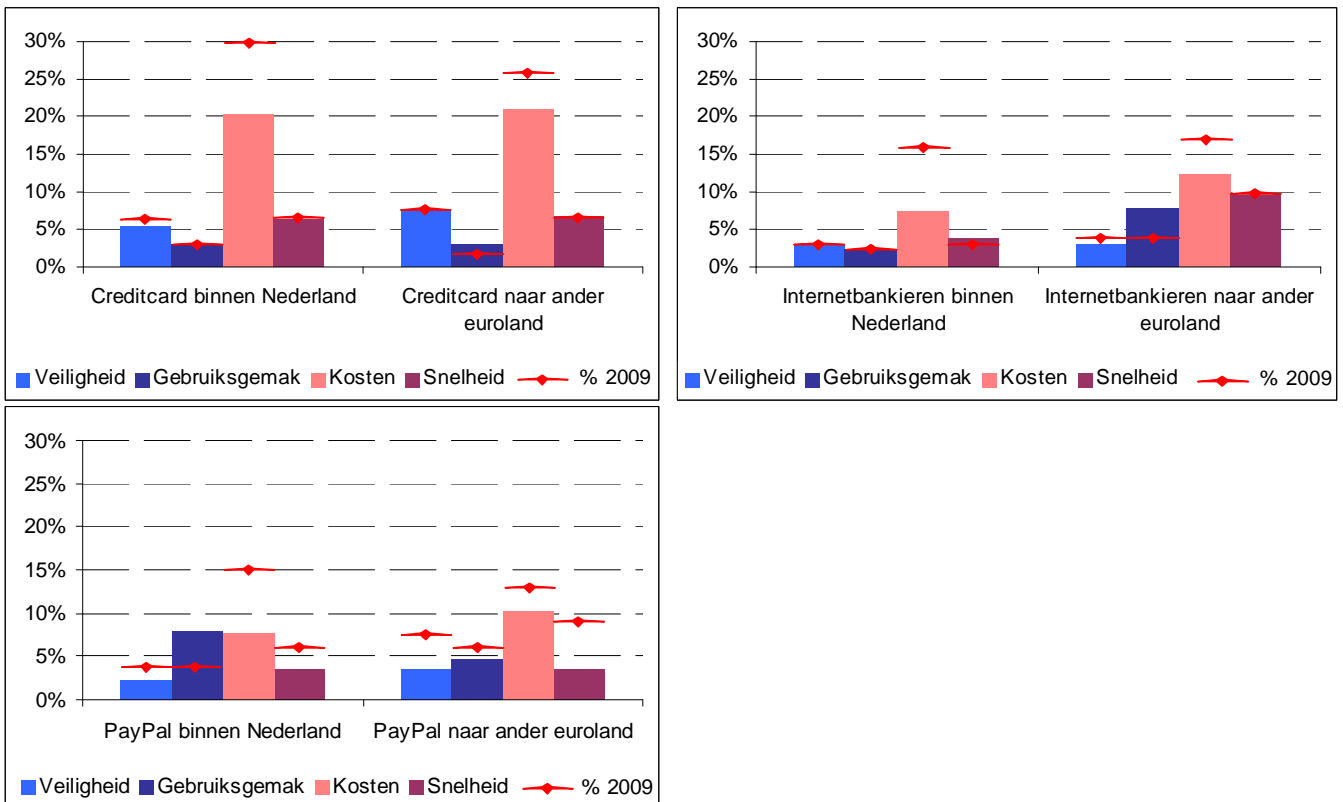 30%
25%
20%
15%
10%
5%
0%
Creditcard binnen Nederland
Creditcard naar ander
euroland
Veiligheid Gebruiksgemak Kosten Snelheid % 2009
30%
25%
20%
15%
10%
5%
0%
Internetbankieren binnen
Nederland
Internetbankieren naar ander
euroland
Veiligheid Gebruiksgemak Kosten Snelheid % 2009
30%
25%
20%
15%
10%
5%
0%
PayPal binnen Nederland
PayPal naar ander euroland
Veiligheid Gebruiksgemak Kosten Snelheid % 2009